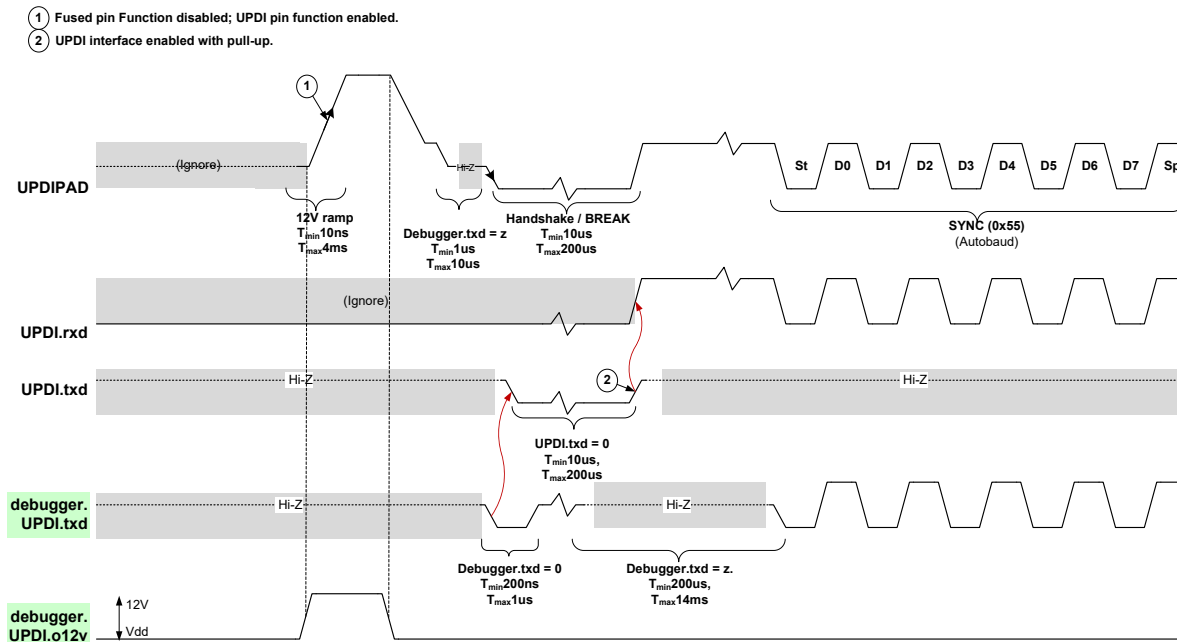 1 Fused pin Function disabled; UPDI pin function enabled.
2 UPDI interface enabled with pull-up.
1
(Ignore)
Hi-Z
St D0 D1 D2 D3 D4 D5 D6 D7 Sp
UPDIPAD
12V ramp
Tmin10ns
Tmax4ms
Debugger.txd = z
Tmin1us
Tmax10us
Handshake / BREAK
Tmin10us
Tmax200us
SYNC (0x55)
(Autobaud)
(Ignore)
UPDI.rxd
Hi-Z
2
Hi-Z
UPDI.txd
UPDI.txd = 0
Tmin10us,
Tmax200us
debugger.
UPDI.txd
Hi-Z
Hi-Z
Debugger.txd = 0
Tmin200ns
Tmax1us
Debugger.txd = z.
Tmin200us,
Tmax14ms
debugger.
UPDI.o12v
12V
Vdd